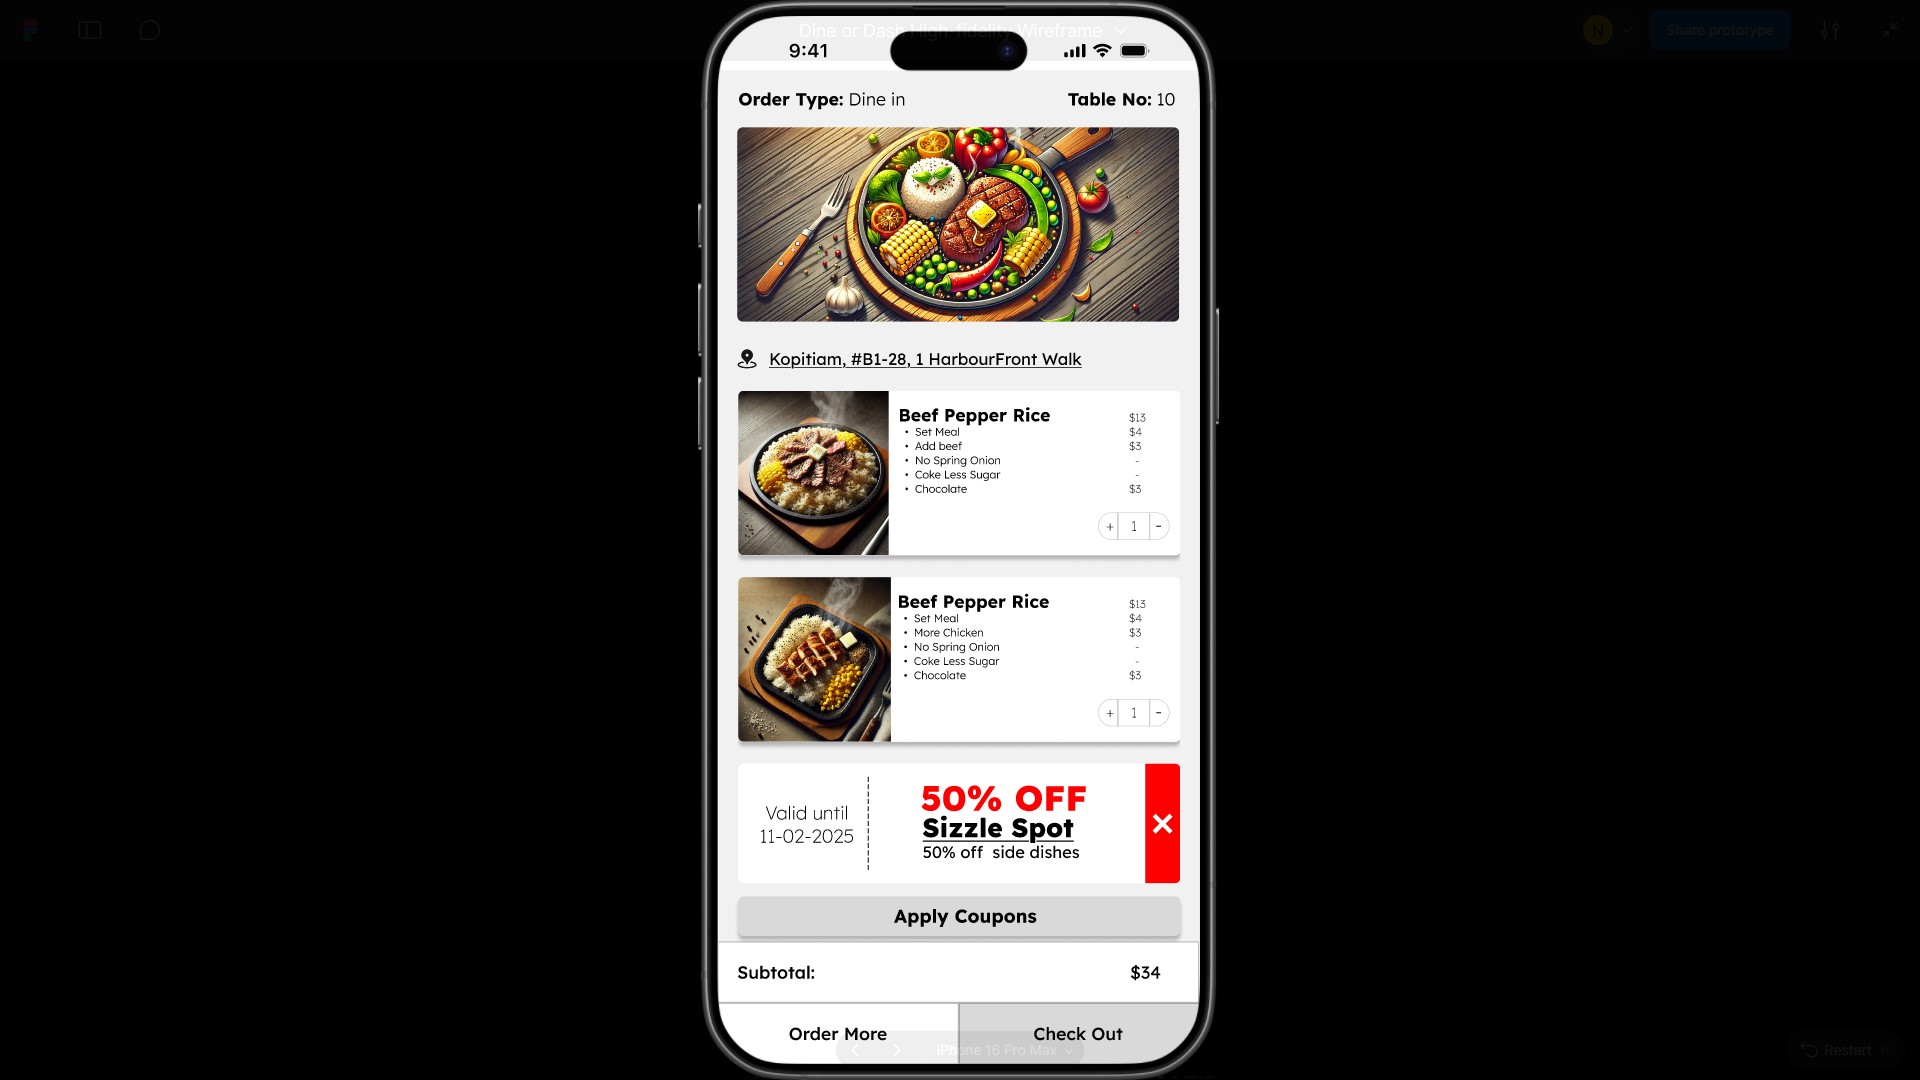 Dine or Dash High-fidelity Wireframe
N
Share prototype
9:41
Order Type: Dine in
Table No: 10
Kopitiam, #B1-28, 1 HarbourFront Walk
Beef Pepper Rice $13
• Set Meal $4
• Add beef $3
• No Spring Onion -
• Coke Less Sugar -
• Chocolate $3
+ 1 -
Beef Pepper Rice $13
• Set Meal $4
• More Chicken $3
• No Spring Onion -
• Coke Less Sugar -
• Chocolate $3
+ 1 -
Valid until
11-02-2025
50% OFF
Sizzle Spot
50% off side dishes
Apply Coupons
Subtotal: $34
Order More
Check Out
iPhone 16 Pro Max
Restart